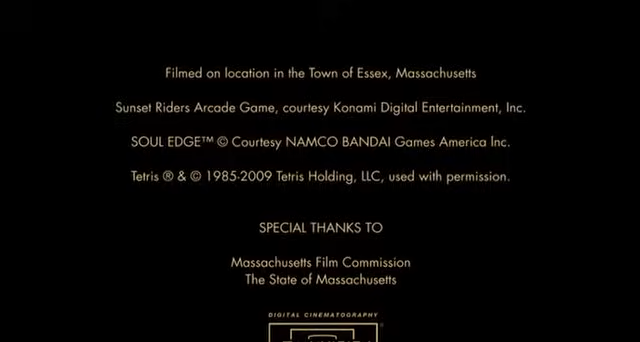 Filmed on location in the Town of Essex, Massachusetts
Sunset Riders Arcade Game, courtesy Konami Digital Entertainment, Inc.
SOUL EDGE™ © Courtesy NAMCO BANDAI Games America Inc.
Tetris ® & © 1985-2009 Tetris Holding, LLC, used with permission.
SPECIAL THANKS TO
Massachusetts Film Commission
The State of Massachusetts
DIGITAL CINEMATOGRAPHY